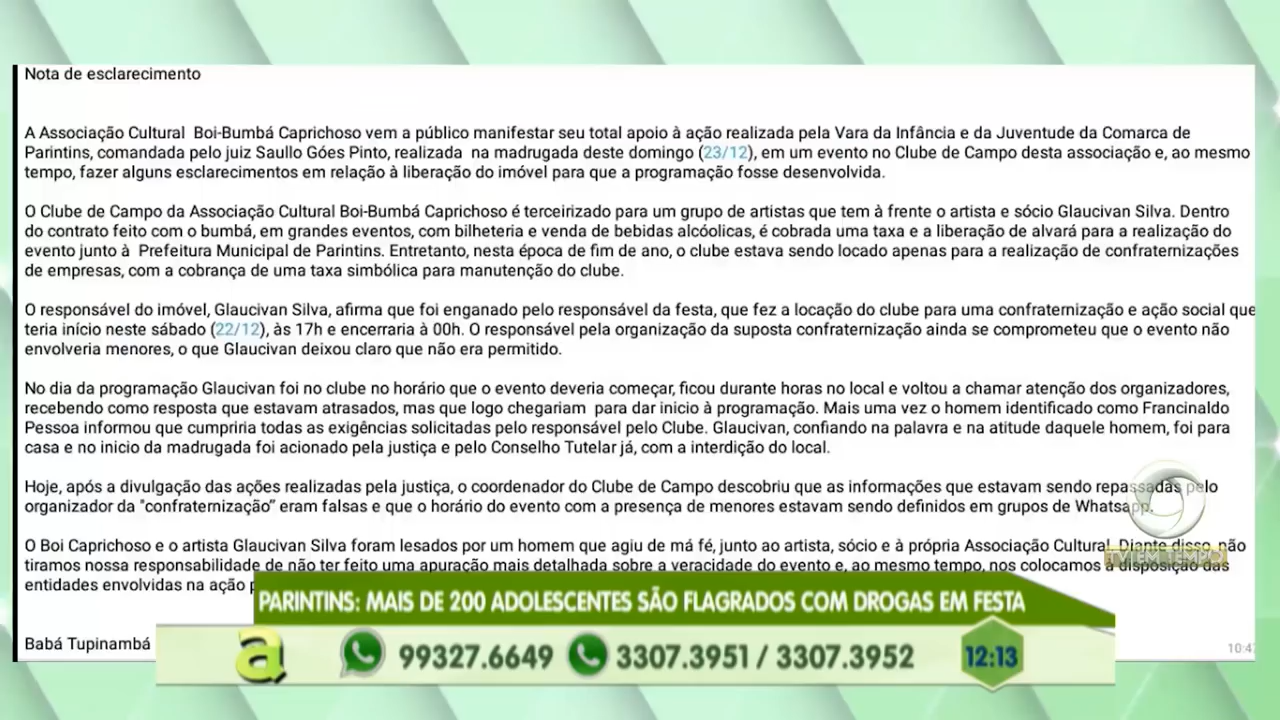 Nota de esclarecimento
A Associação Cultural Boi-Bumbá Caprichoso vem a público manifestar seu total apoio à ação realizada pela Vara da Infância e da Juventude da Comarca de
Parintins, comandada pelo juiz Saullo Góes Pinto, realizada na madrugada deste domingo (23/12), em um evento no Clube de Campo desta associação e, ao mesmo
tempo, fazer alguns esclarecimentos em relação à liberação do imóvel para que a programação fosse desenvolvida.
O Clube de Campo da Associação Cultural Boi-Bumbá Caprichoso é terceirizado para um grupo de artistas que tem à frente o artista e sócio Glaucivan Silva. Dentro
do contrato feito com o bumbá, em grandes eventos, com bilheteria e venda de bebidas alcóolicas, é cobrada uma taxa e a liberação de alvará para a realização do
evento junto à Prefeitura Municipal de Parintins. Entretanto, nesta época de fim de ano, o clube estava sendo locado apenas para a realização de confraternizações
de empresas, com a cobrança de uma taxa simbólica para manutenção do clube.
O responsável do imóvel, Glaucivan Silva, afirma que foi enganado pelo responsável da festa, que fez a locação do clube para uma confraternização e ação social que
teria início neste sábado (22/12), às 17h e encerraria à 00h. O responsável pela organização da suposta confraternização ainda se comprometeu que o evento não
envolveria menores, o que Glaucivan deixou claro que não era permitido.
No dia da programação Glaucivan foi no clube no horário que o evento deveria começar, ficou durante horas no local e voltou a chamar atenção dos organizadores,
recebendo como resposta que estavam atrasados, mas que logo chegariam para dar inicio à programação. Mais uma vez o homem identificado como Francinaldo
Pessoa informou que cumpriria todas as exigências solicitadas pelo responsável pelo Clube. Glaucivan, confiando na palavra e na atitude daquele homem, foi para
casa e no inicio da madrugada foi acionado pela justiça e pelo Conselho Tutelar já, com a interdição do local.
Hoje, após a divulgação das ações realizadas pela justiça, o coordenador do Clube de Campo descobriu que as informações que estavam sendo repassadas pelo
organizador da "confraternização” eram falsas e que o horário do evento com a presença de menores estavam sendo definidos em grupos de Whatsapp.
O Boi Caprichoso e o artista Glaucivan Silva foram lesados por um homem que agiu de má fé, junto ao artista, sócio e à própria Associação Cultural. Diante disso, não
tiramos nossa responsabilidade de não ter feito uma apuração mais detalhada sobre a veracidade do evento e, ao mesmo tempo, nos colocamos a disposição das
entidades envolvidas na ação
Babá Tupinambá
10:4
TV EM TEMPO
PARINTINS: MAIS DE 200 ADOLESCENTES SÃO FLAGRADOS COM DROGAS EM FESTA
a 99327.6649 3307.3951 / 3307.3952 12:13